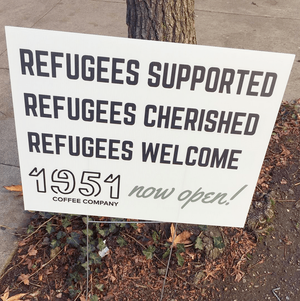 REFUGEES SUPPORTED
REFUGEES CHERISHED
REFUGEES WELCOME
1951 now open!
COFFEE COMPANY